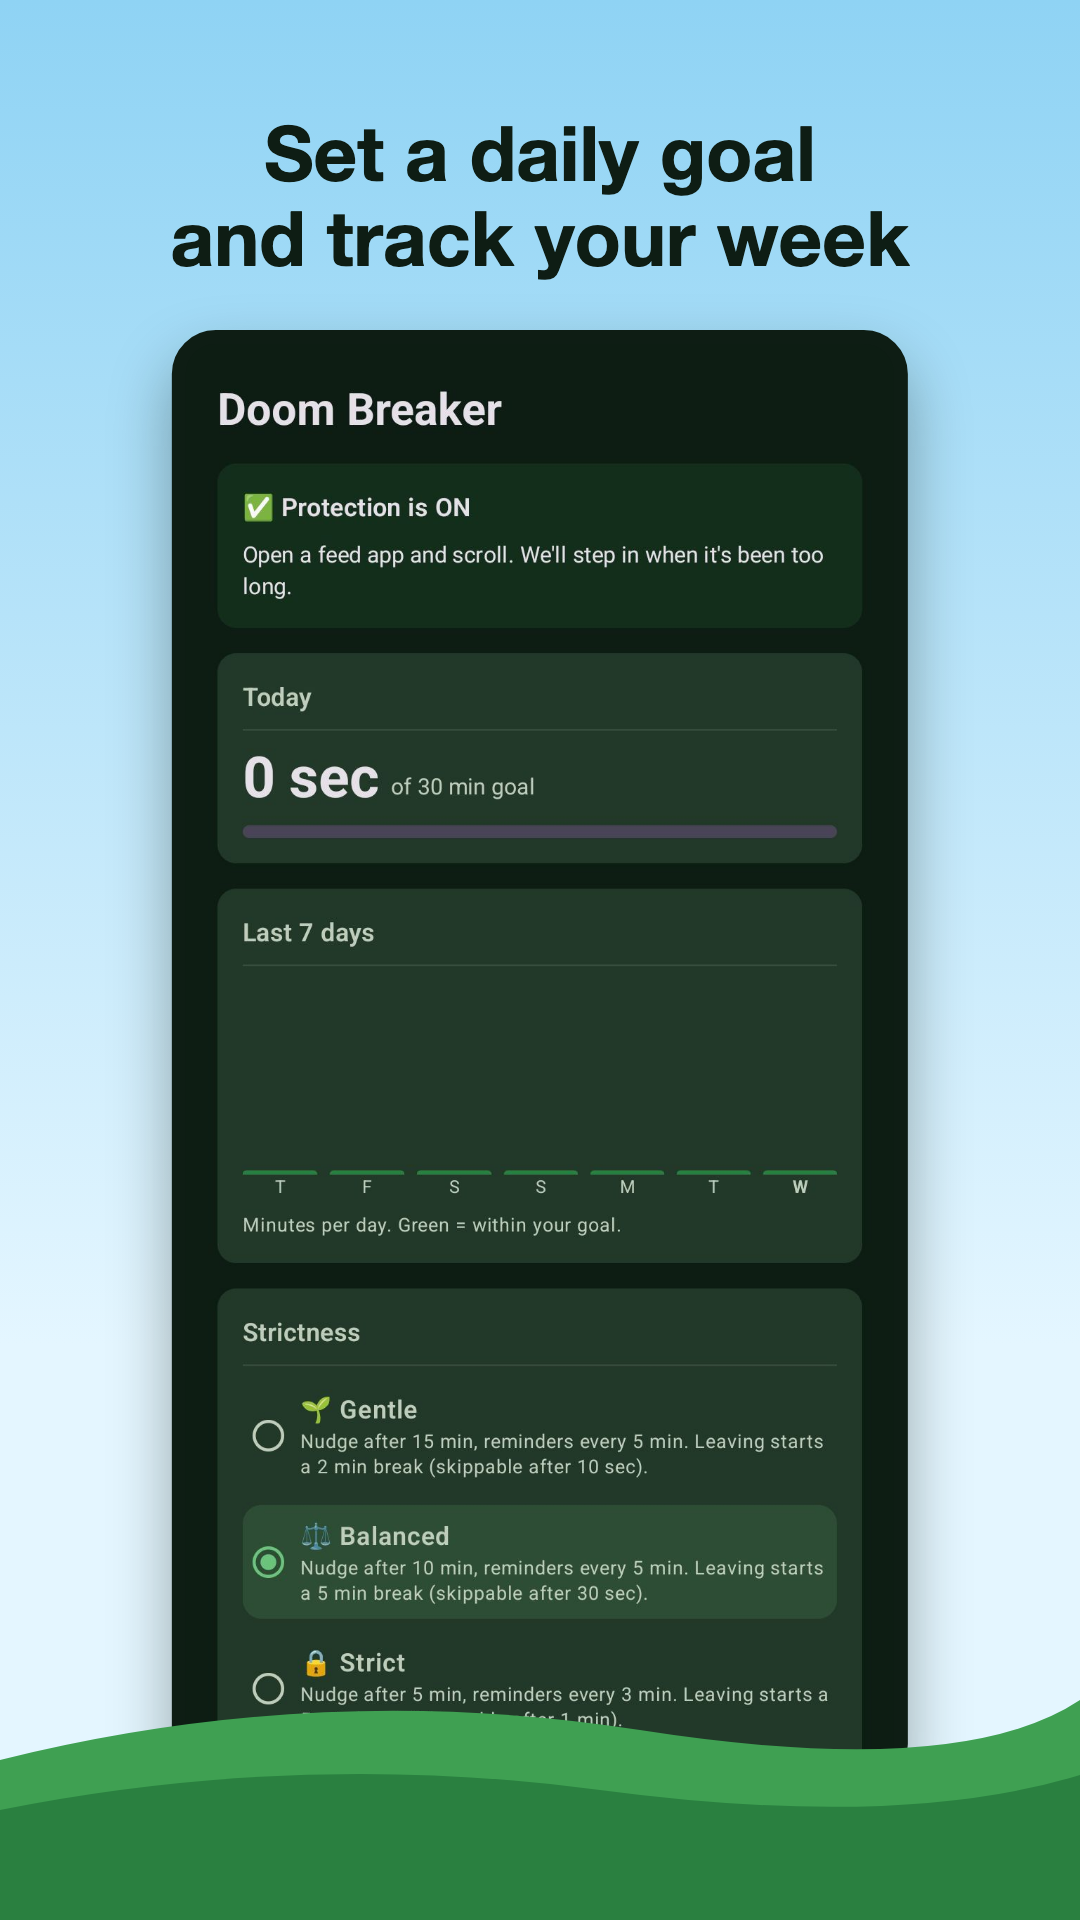 Set a daily goal
and track your week
Doom Breaker
✅ Protection is ON
Open a feed app and scroll. We'll step in when it's been too
long.
Today
0 sec of 30 min goal
Last 7 days
T F S S M T W
Minutes per day. Green = within your goal.
Strictness
🌱 Gentle
Nudge after 15 min, reminders every 5 min. Leaving starts
a 2 min break (skippable after 10 sec).
⚖️ Balanced
Nudge after 10 min, reminders every 5 min. Leaving starts
a 5 min break (skippable after 30 sec).
🔒 Strict
Nudge after 5 min, reminders every 3 min. Leaving starts a
after 1 min).